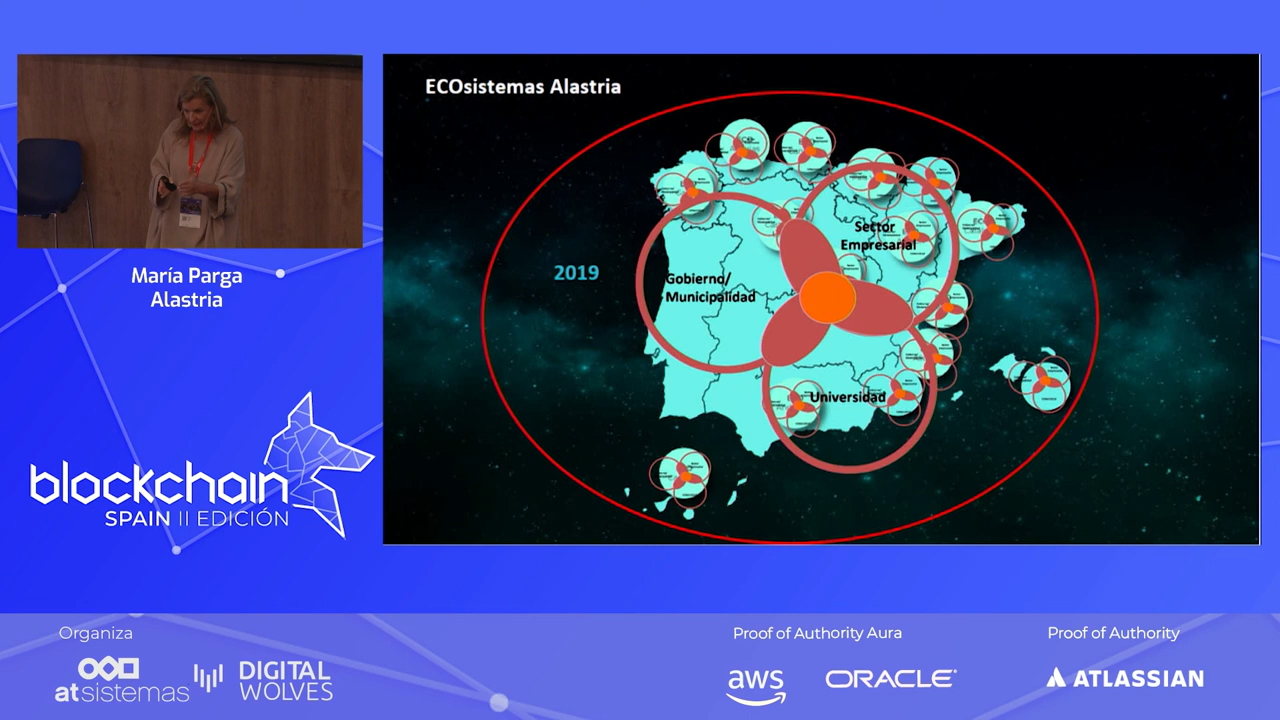 ECOsistemas Alastria
2019
Sector
Empresarial
Gobierno/
Municipalidad
Universidad
María Parga
Alastria
blockchain
SPAIN II EDICIÓN
Organiza
atsistemas
DIGITAL
WOLVES
Proof of Authority Aura
aws
ORACLE
Proof of Authority
ATLASSIAN